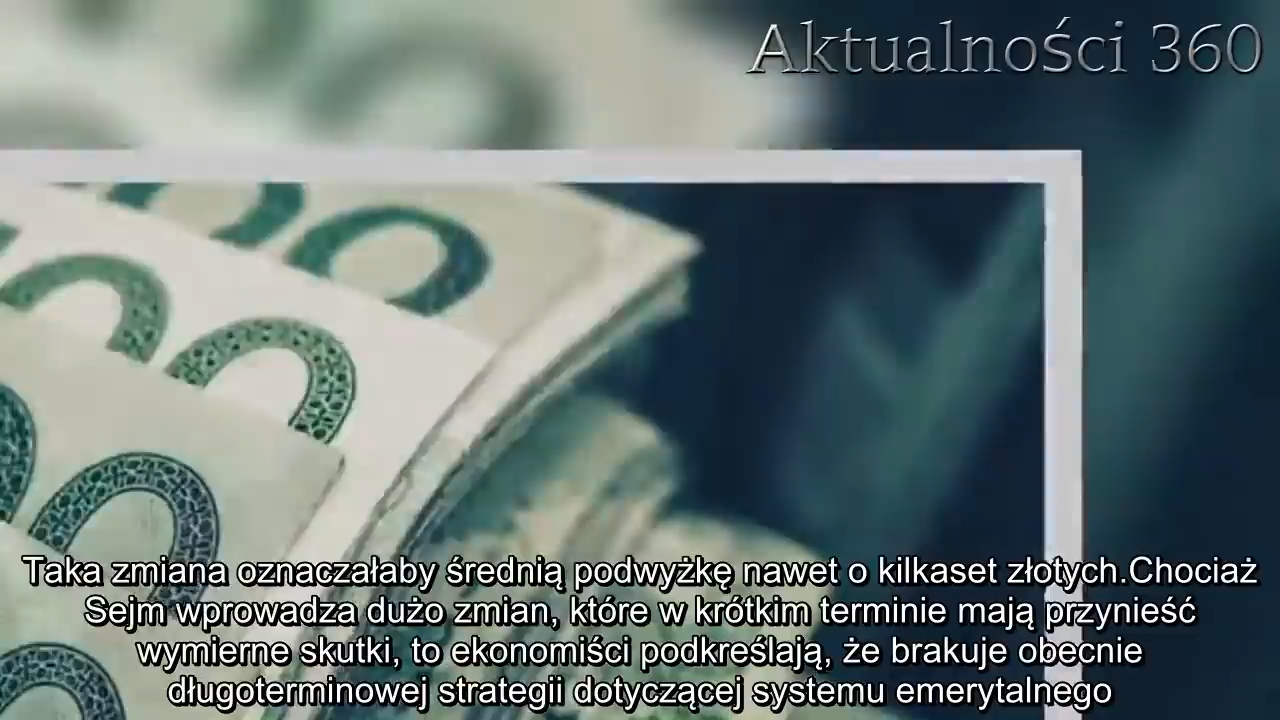 Aktualności 360
Taka zmiana oznaczałaby średnią podwyżkę nawet o kilkaset złotych.Chociaż
Sejm wprowadza dużo zmian, które w krótkim terminie mają przynieść
wymierne skutki, to ekonomiści podkreślają, że brakuje obecnie
długoterminowej strategii dotyczącej systemu emerytalnego